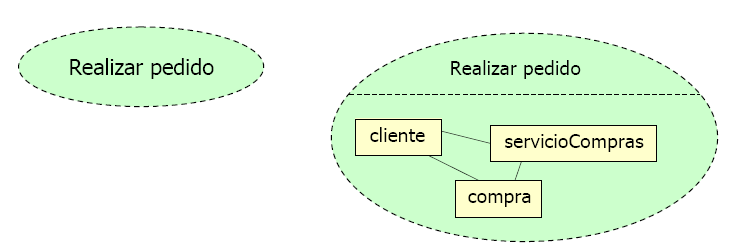 Realizar pedido
Realizar pedido
cliente
servicioCompras
compra